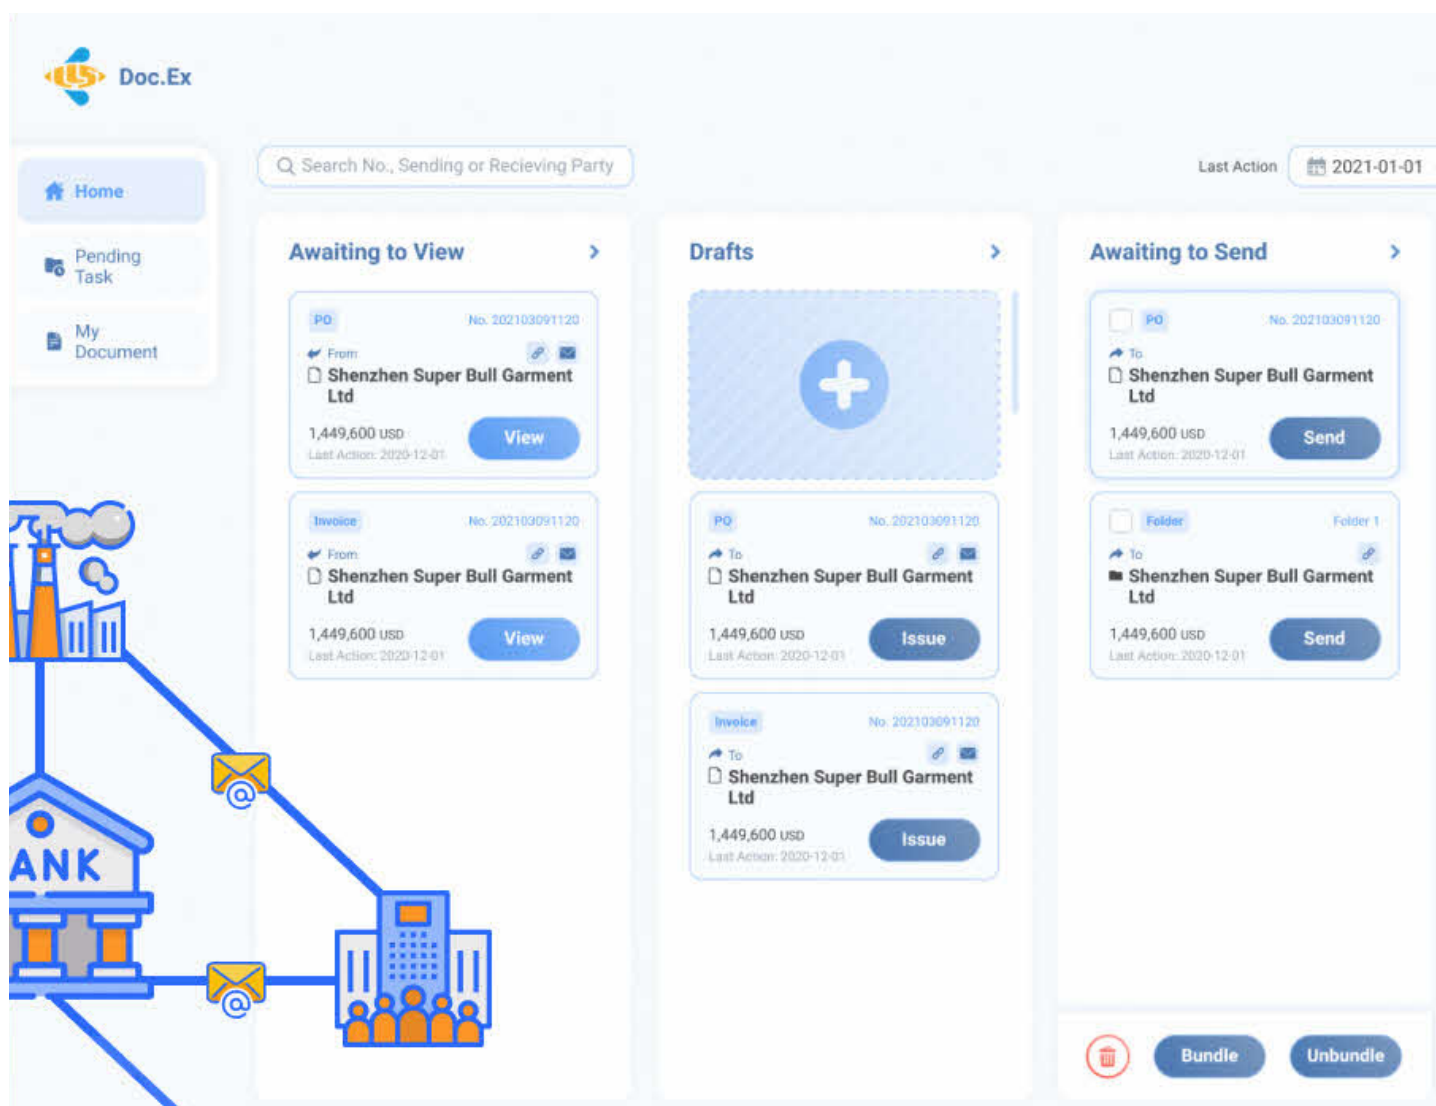 LLS
Doc.Ex
Home
Pending
Task
My
Document
Search No., Sending or Recieving Party
Last Action
2021-01-01
Awaiting to View
PO
No. 202103091120
From
Shenzhen Super Bull Garment
Ltd
1,449,600 USD
Last Action: 2020-12-01
View
Invoice
No. 202103091120
From
Shenzhen Super Bull Garment
Ltd
1,449,600 USD
Last Action: 2020-12-01
View
Drafts
PO
No. 202103091120
To
Shenzhen Super Bull Garment
Ltd
1,449,600 USD
Last Action: 2020-12-01
Issue
Invoice
No. 202103091120
To
Shenzhen Super Bull Garment
Ltd
1,449,600 USD
Last Action: 2020-12-01
Issue
Awaiting to Send
PO
No. 202103091120
To
Shenzhen Super Bull Garment
Ltd
1,449,600 USD
Last Action: 2020-12-01
Send
Folder
Folder 1
To
Shenzhen Super Bull Garment
Ltd
1,449,600 USD
Last Action: 2020-12-01
Send
Bundle
Unbundle
@
ANK
@